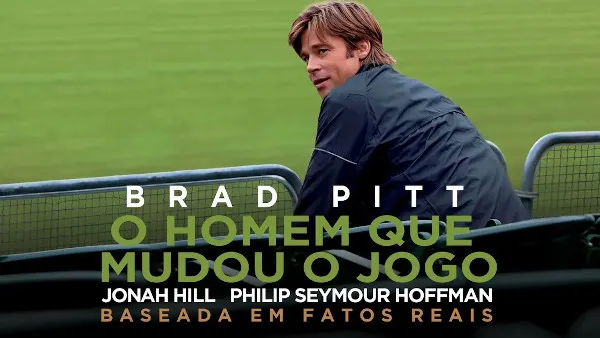 BRAD PITT
O HOMEM QUE
MUDOU O JOGO
JONAH HILL PHILIP SEYMOUR HOFFMAN
BASEADA EM FATOS REAIS